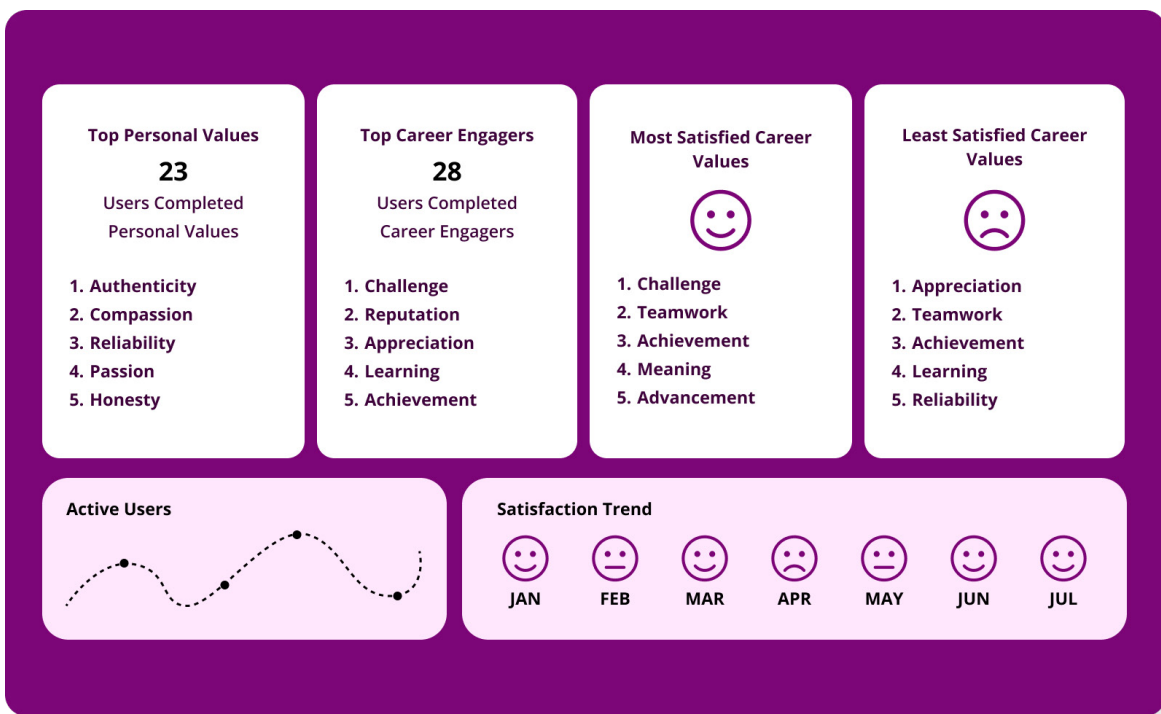 Top Personal Values
23
Users Completed
Personal Values
1. Authenticity
2. Compassion
3. Reliability
4. Passion
5. Honesty
Top Career Engagers
28
Users Completed
Career Engagers
1. Challenge
2. Reputation
3. Appreciation
4. Learning
5. Achievement
Most Satisfied Career
Values
1. Challenge
2. Teamwork
3. Achievement
4. Meaning
5. Advancement
Least Satisfied Career
Values
1. Appreciation
2. Teamwork
3. Achievement
4. Learning
5. Reliability
Active Users
Satisfaction Trend
JAN FEB MAR APR MAY JUN JUL